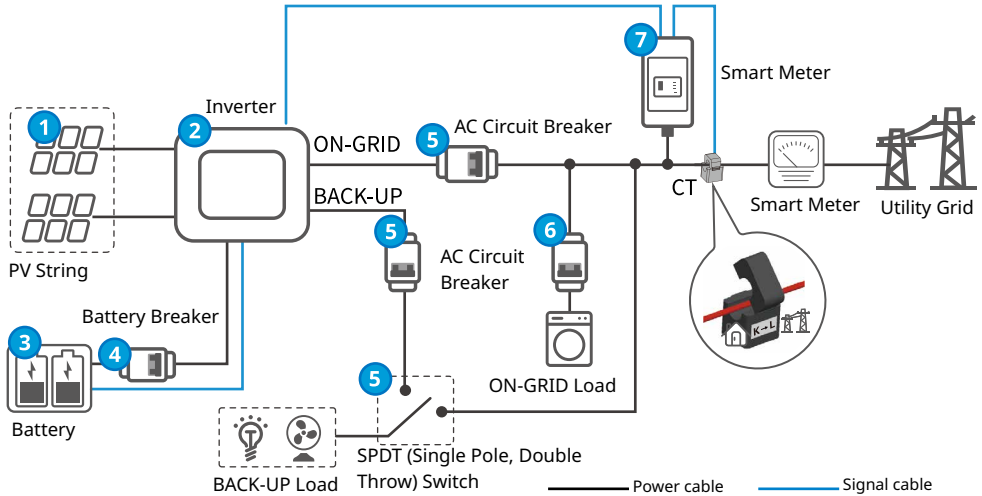 7
Smart Meter
Inverter
1
2
ON-GRID
5
AC Circuit Breaker
BACK-UP
CT
Smart Meter
Utility Grid
5
AC Circuit
Breaker
6
PV String
Battery Breaker
K→L
3
4
ON-GRID Load
5
Battery
SPDT (Single Pole, Double
Throw) Switch
BACK-UP Load
Power cable
Signal cable